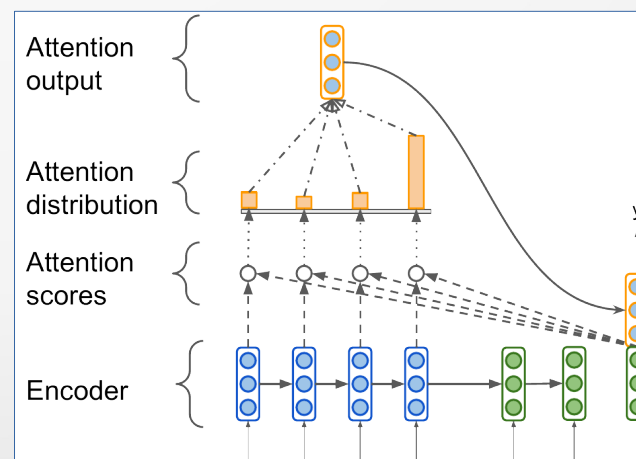 Attention
output
Attention
distribution
Attention
scores
Encoder